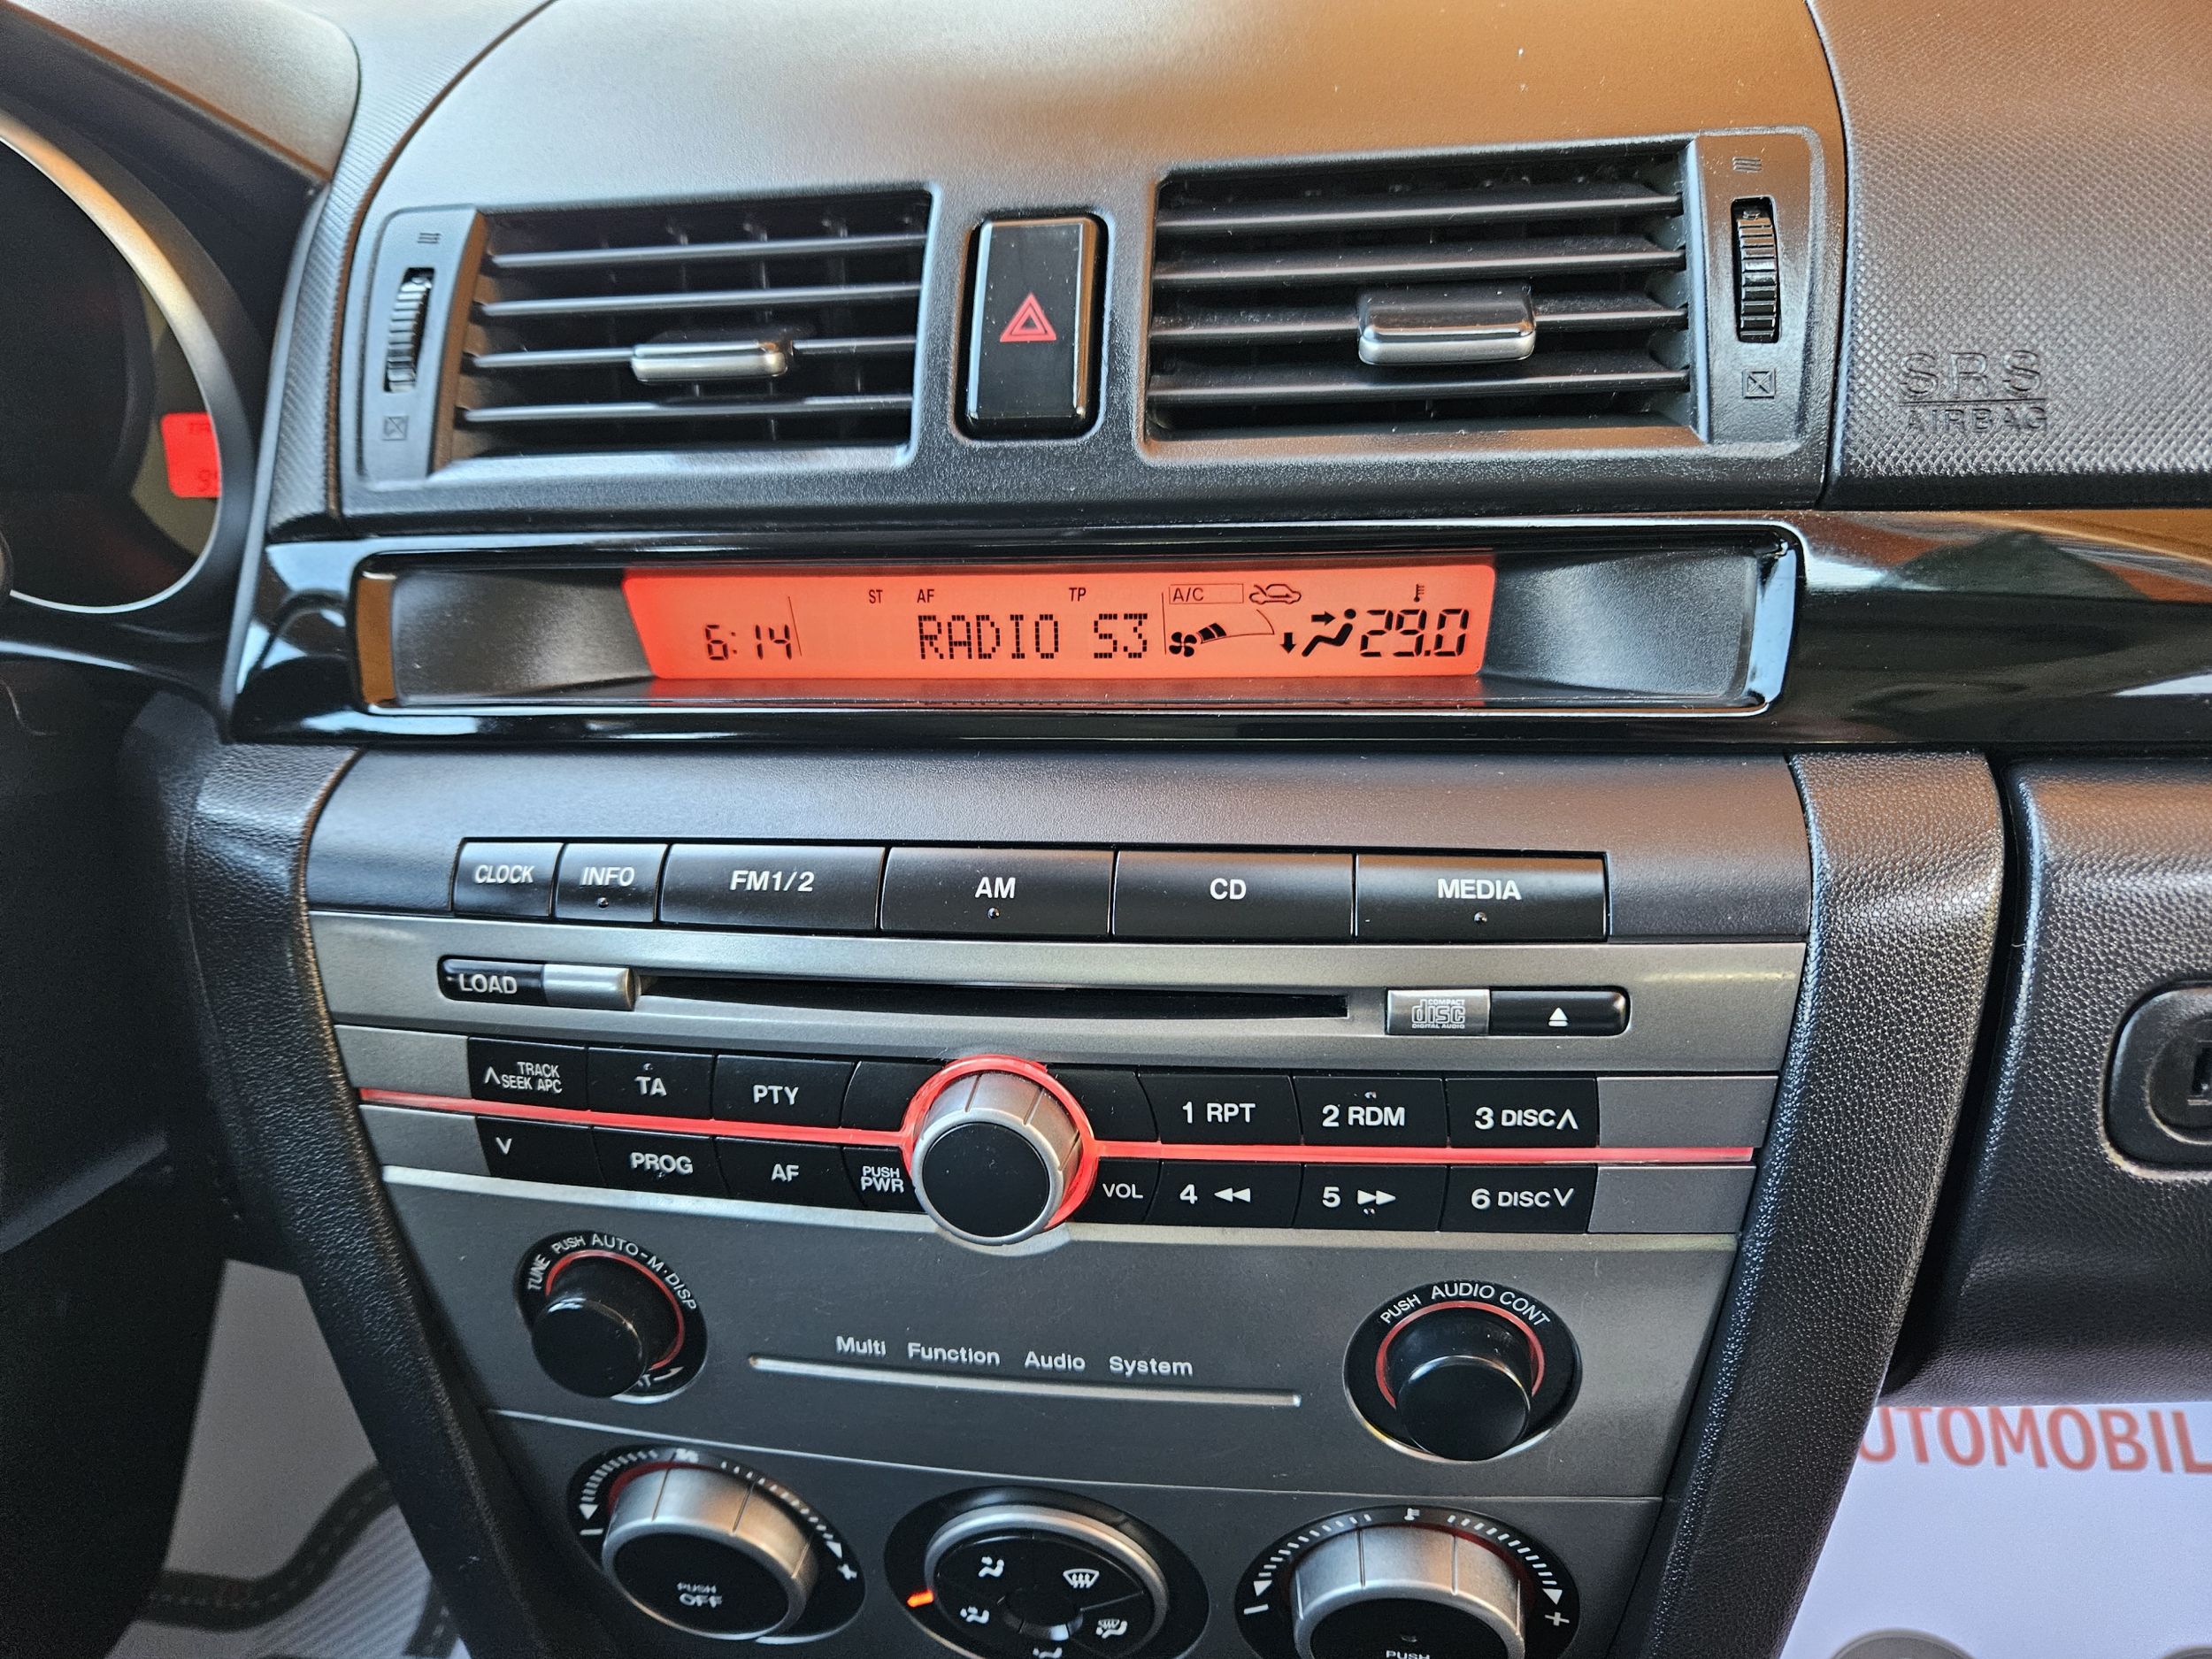 SRS
AIRBAG
ST AF TP A/C
6:14 RADIO S3 29.0
CLOCK INFO FM1/2 AM CD MEDIA
LOAD COMPACT disc DIGITAL AUDIO
TRACK
SEEK APC TA PTY 1 RPT 2 RDM 3 DISC
PROG AF PUSH PWR VOL 4 5 6 DISC
TUNE PUSH AUTO-M·DISP
PUSH AUDIO CONT
Multi Function Audio System
UTOMOBIL
PUSH
OFF
PUSH